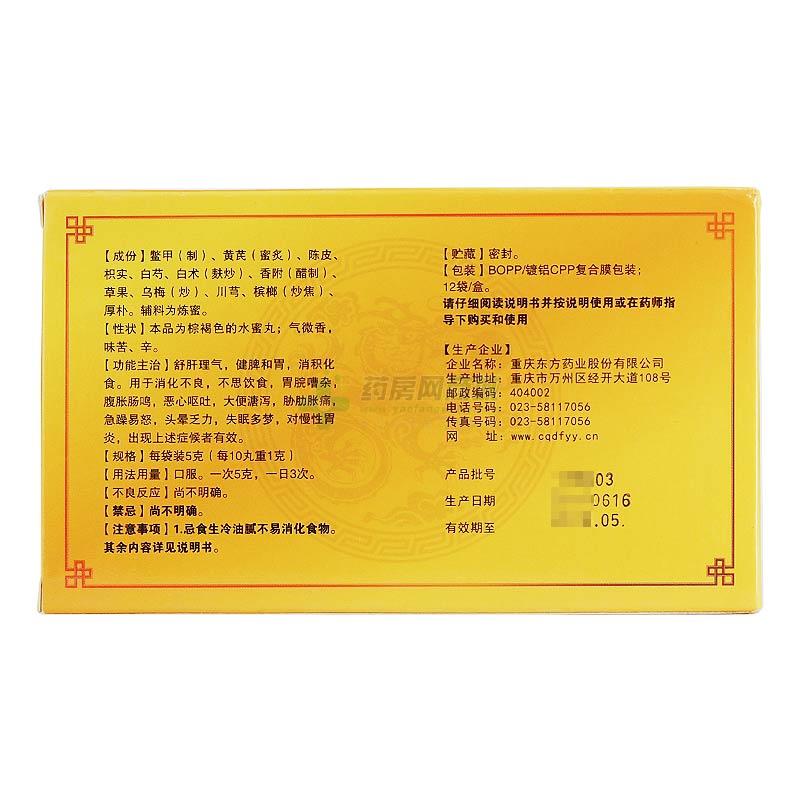 【成份】鳖甲（制）、黄芪（蜜炙）、陈皮、
枳实、白芍、白术（麸炒）、香附（醋制）、
草果、乌梅（炒）、川芎、槟榔（炒焦）、
厚朴。辅料为炼蜜。
【性状】本品为棕褐色的水蜜丸；气微香，
味苦、辛。
【功能主治】舒肝理气，健脾和胃，消积化
食。用于消化不良，不思饮食，胃脘嘈杂，
腹胀肠鸣，恶心呕吐，大便溏泻，胁肋胀痛，
急躁易怒，头晕乏力，失眠多梦，对慢性胃
炎，出现上述症候者有效。
【规格】每袋装5克（每10丸重1克）
【用法用量】口服。一次5克，一日3次。
【不良反应】尚不明确。
【禁忌】尚不明确。
【注意事项】1.忌食生冷油腻不易消化食物。
其余内容详见说明书。
【贮藏】密封。
【包装】BOPP/镀铝CPP复合膜包装；
12袋/盒。
请仔细阅读说明书并按说明使用或在药师指
导下购买和使用
【生产企业】
企业名称：重庆东方药业股份有限公司
生产地址：重庆市万州区经开大道108号
邮政编码：404002
电话号码：023-58117056
传真号码：023-58117056
网 址：www.cqdfyy.cn
产品批号 03
生产日期 0616
有效期至 .05.
药房网